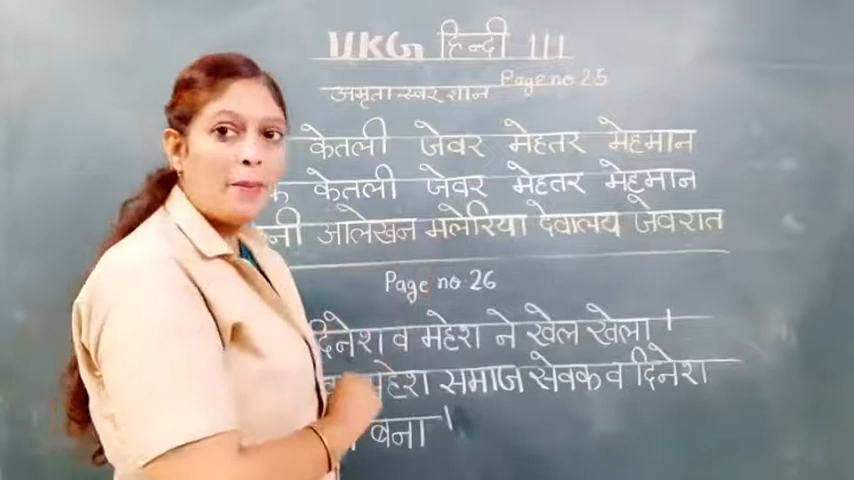 UKG हिन्दी III
Page no 25
अमृता स्वर शान
केतली जेवर मेहतर मेहमान
क केतली जेवर मेहतर मेहमान
नी आलेखन मलेरिया देवालय जेवरात
Page no 26
दिनेश व महेश ने खेल खेला ।
महेश समाज सेवक व दिनेश
बना ।